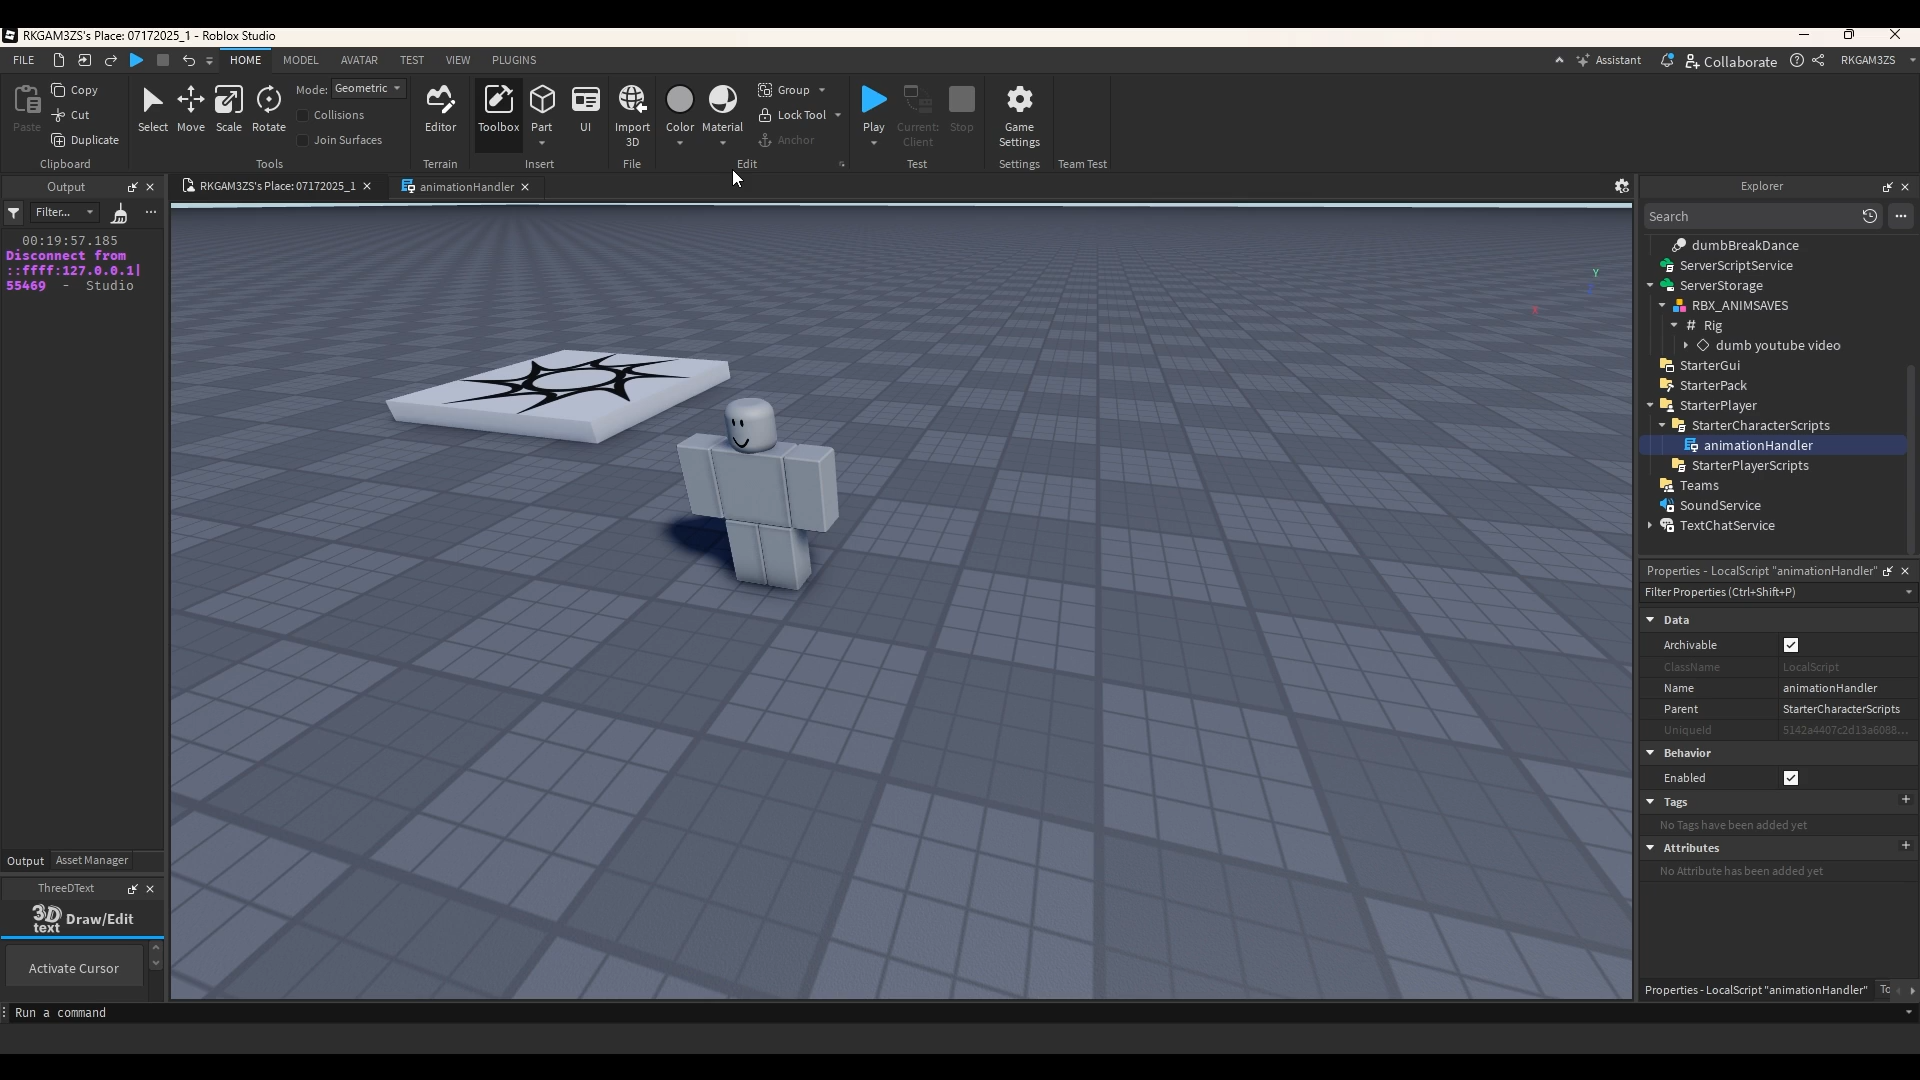 RKGAM3ZS's Place: 07172025_1 - Roblox Studio
FILE HOME MODEL AVATAR TEST VIEW PLUGINS Assistant Collaborate RKGAM3ZS
Paste
Copy
Cut
Duplicate
Clipboard
Select Move Scale Rotate
Mode: Geometric
Collisions
Join Surfaces
Tools
Editor
Terrain
Toolbox Part UI
Insert
Import
3D
File
Color Material
Group
Lock Tool
Anchor
Edit
Play
Current:
Client
Stop
Test
Game
Settings
Settings
Team Test
Output
Filter...
00:19:57.185
Disconnect from
::ffff:127.0.0.1|
55469 - Studio
Output Asset Manager
ThreeDText
3D
text
Draw/Edit
Activate Cursor
RKGAM3ZS's Place: 07172025_1 animationHandler
Y
X
Explorer
Search
dumbBreakDance
ServerScriptService
ServerStorage
RBX_ANIMSAVES
# Rig
dumb youtube video
StarterGui
StarterPack
StarterPlayer
StarterCharacterScripts
animationHandler
StarterPlayerScripts
Teams
SoundService
TextChatService
Properties - LocalScript "animationHandler"
Filter Properties (Ctrl+Shift+P)
Data
Archivable
ClassName LocalScript
Name animationHandler
Parent StarterCharacterScripts
UniqueId 5142a4407c2d13a6088...
Behavior
Enabled
Tags
No Tags have been added yet
Attributes
No Attribute has been added yet
Properties - LocalScript "animationHandler" To
Run a command